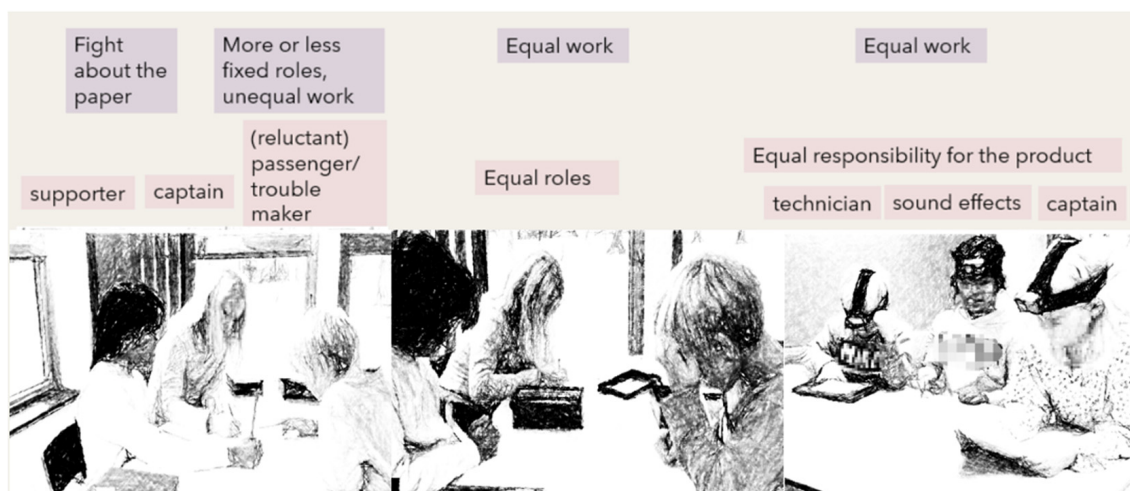 Fight
about the
paper
More or less
fixed roles,
unequal work
Equal work
Equal work
(reluctant)
passenger/
trouble
maker
supporter
captain
Equal roles
Equal responsibility for the product
technician
sound effects
captain